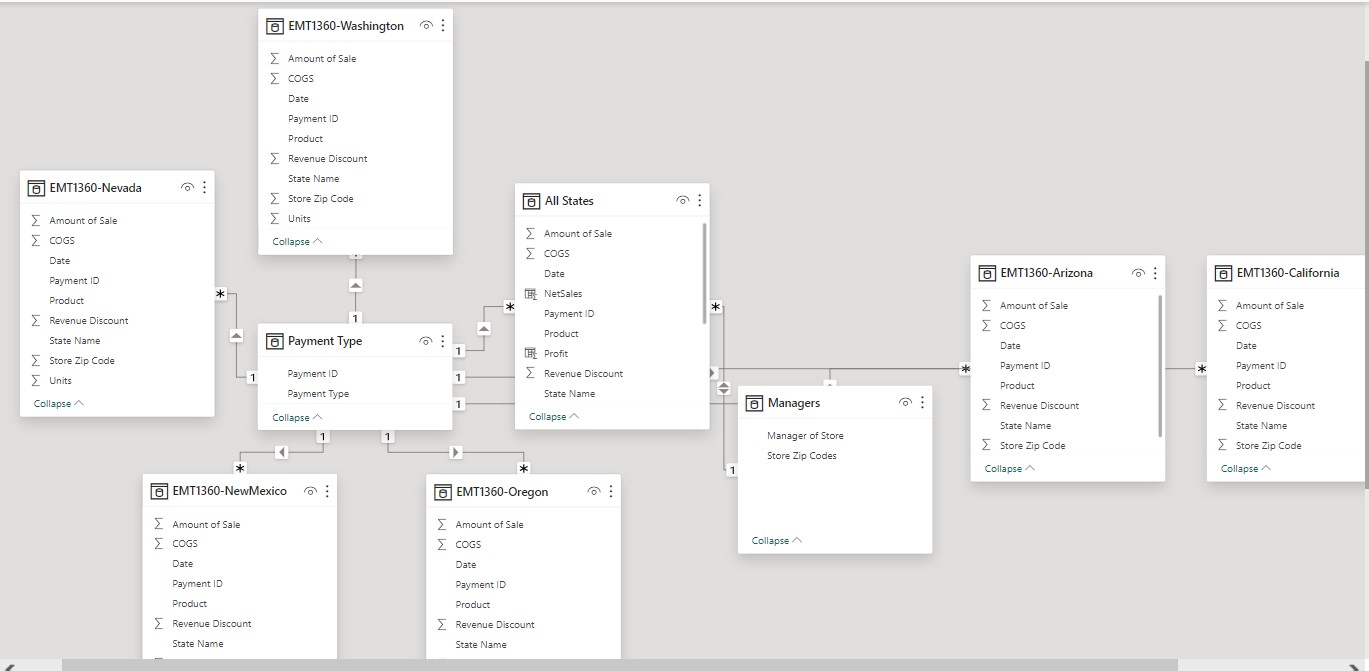 EMT1360-Washington
Amount of Sale
COGS
Date
Payment ID
Product
Revenue Discount
State Name
Store Zip Code
Units
Collapse
EMT1360-Nevada
Amount of Sale
COGS
Date
Payment ID
Product
Revenue Discount
State Name
Store Zip Code
Units
Collapse
All States
Amount of Sale
COGS
Date
NetSales
Payment ID
Product
Profit
Revenue Discount
State Name
Collapse
Payment Type
Payment ID
Payment Type
Collapse
EMT1360-Arizona
Amount of Sale
COGS
Date
Payment ID
Product
Revenue Discount
State Name
Store Zip Code
Collapse
EMT1360-California
Amount of Sale
COGS
Date
Payment ID
Product
Revenue Discount
State Name
Store Zip Code
Collapse
Managers
Manager of Store
Store Zip Codes
Collapse
EMT1360-NewMexico
Amount of Sale
COGS
Date
Payment ID
Product
Revenue Discount
State Name
EMT1360-Oregon
Amount of Sale
COGS
Date
Payment ID
Product
Revenue Discount
State Name
1
1
1
1
1
1
1
1